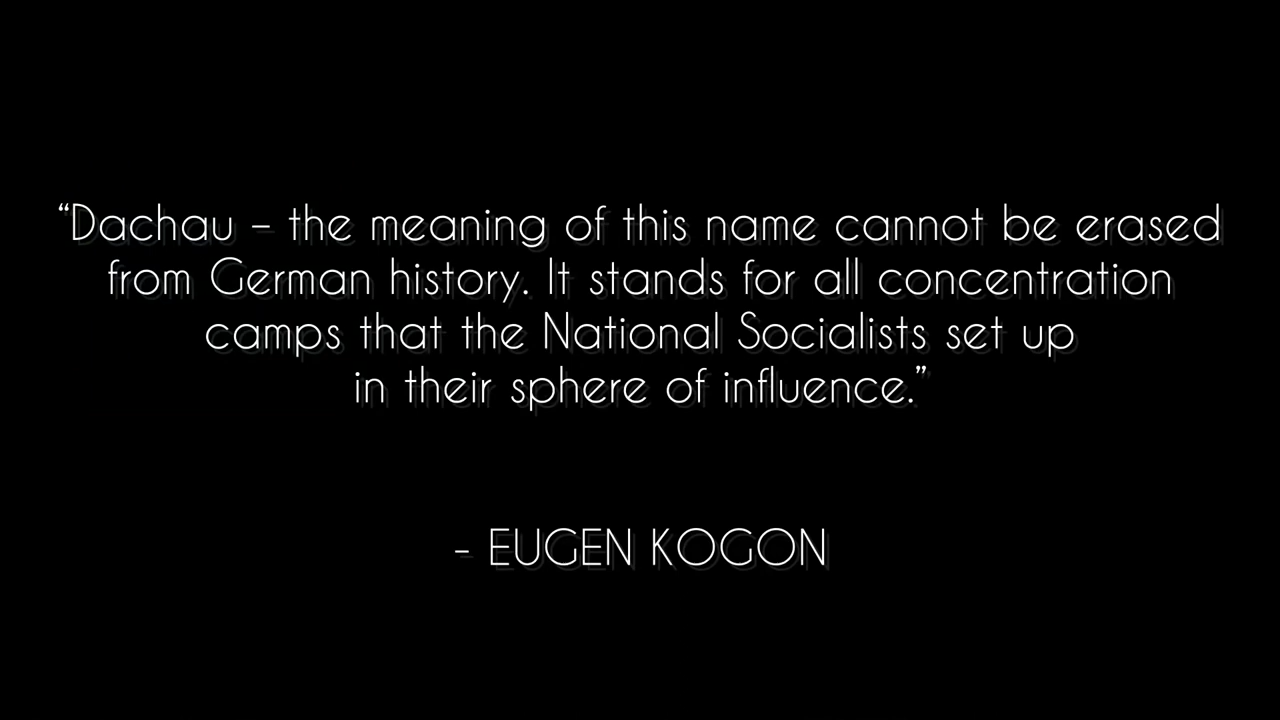 “Dachau – the meaning of this name cannot be erased
from German history. It stands for all concentration
camps that the National Socialists set up
in their sphere of influence.”
- EUGEN KOGON